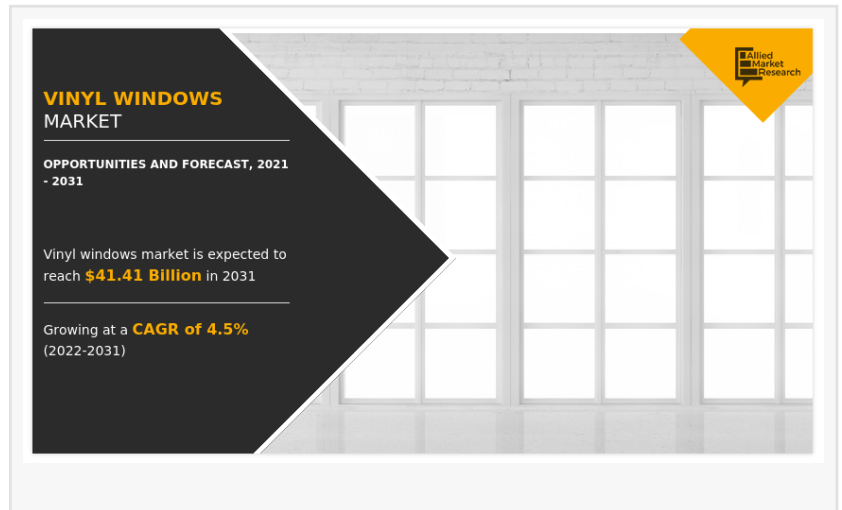 VINYL WINDOWS
MARKET
OPPORTUNITIES AND FORECAST, 2021
- 2031
Vinyl windows market is expected to
reach $41.41 Billion in 2031
Growing at a CAGR of 4.5%
(2022-2031)
Allied
Market
Research